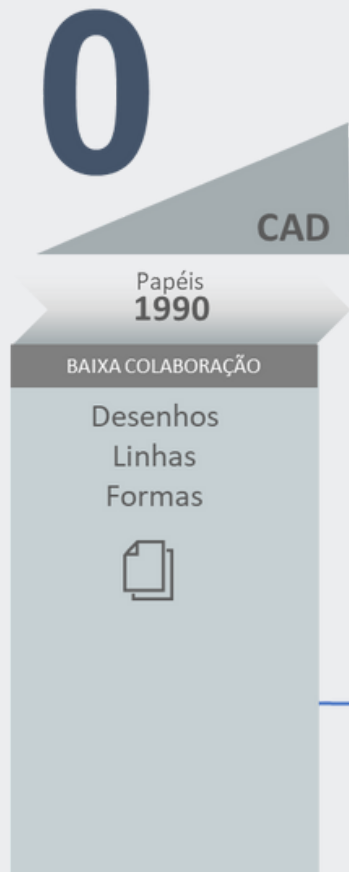 0
CAD
Papéis
1990
BAIXA COLABORAÇÃO
Desenhos
Linhas
Formas